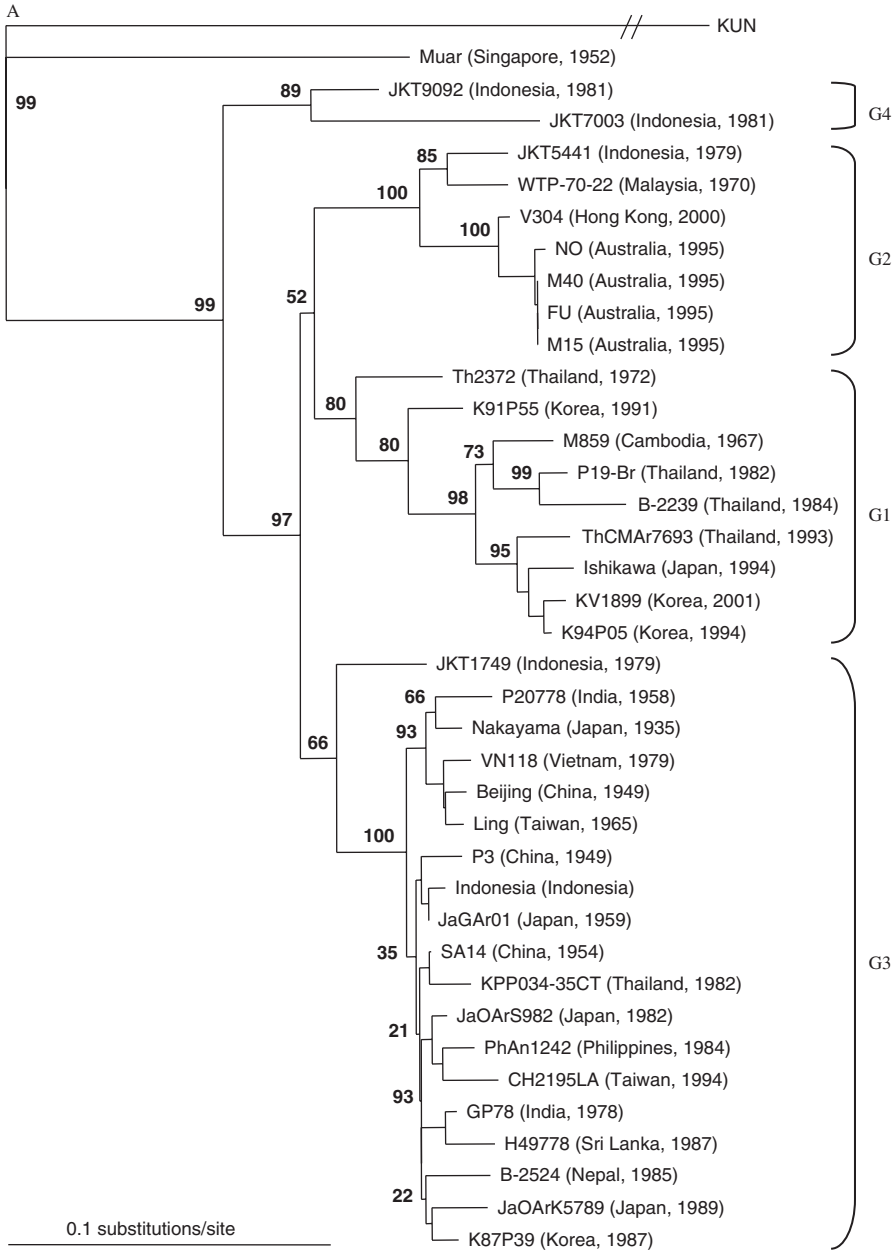 A
KUN
Muar (Singapore, 1952)
99
89
JKT9092 (Indonesia, 1981)
G4
JKT7003 (Indonesia, 1981)
85
JKT5441 (Indonesia, 1979)
WTP-70-22 (Malaysia, 1970)
100
V304 (Hong Kong, 2000)
100
NO (Australia, 1995)
G2
M40 (Australia, 1995)
99
52
FU (Australia, 1995)
M15 (Australia, 1995)
Th2372 (Thailand, 1972)
80
K91P55 (Korea, 1991)
80
M859 (Cambodia, 1967)
73
99
P19-Br (Thailand, 1982)
98
B-2239 (Thailand, 1984)
G1
97
ThCMAr7693 (Thailand, 1993)
95
Ishikawa (Japan, 1994)
KV1899 (Korea, 2001)
K94P05 (Korea, 1994)
JKT1749 (Indonesia, 1979)
66
P20778 (India, 1958)
93
Nakayama (Japan, 1935)
66
VN118 (Vietnam, 1979)
Beijing (China, 1949)
Ling (Taiwan, 1965)
100
P3 (China, 1949)
Indonesia (Indonesia)
JaGAr01 (Japan, 1959)
35
SA14 (China, 1954)
G3
KPP034-35CT (Thailand, 1982)
JaOArS982 (Japan, 1982)
21
PhAn1242 (Philippines, 1984)
CH2195LA (Taiwan, 1994)
93
GP78 (India, 1978)
H49778 (Sri Lanka, 1987)
B-2524 (Nepal, 1985)
22
JaOArK5789 (Japan, 1989)
0.1 substitutions/site
K87P39 (Korea, 1987)